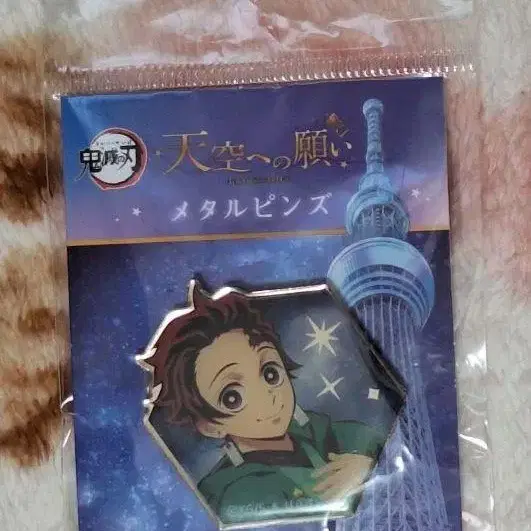 鬼滅の刃
天空への願い
メタルピンズ